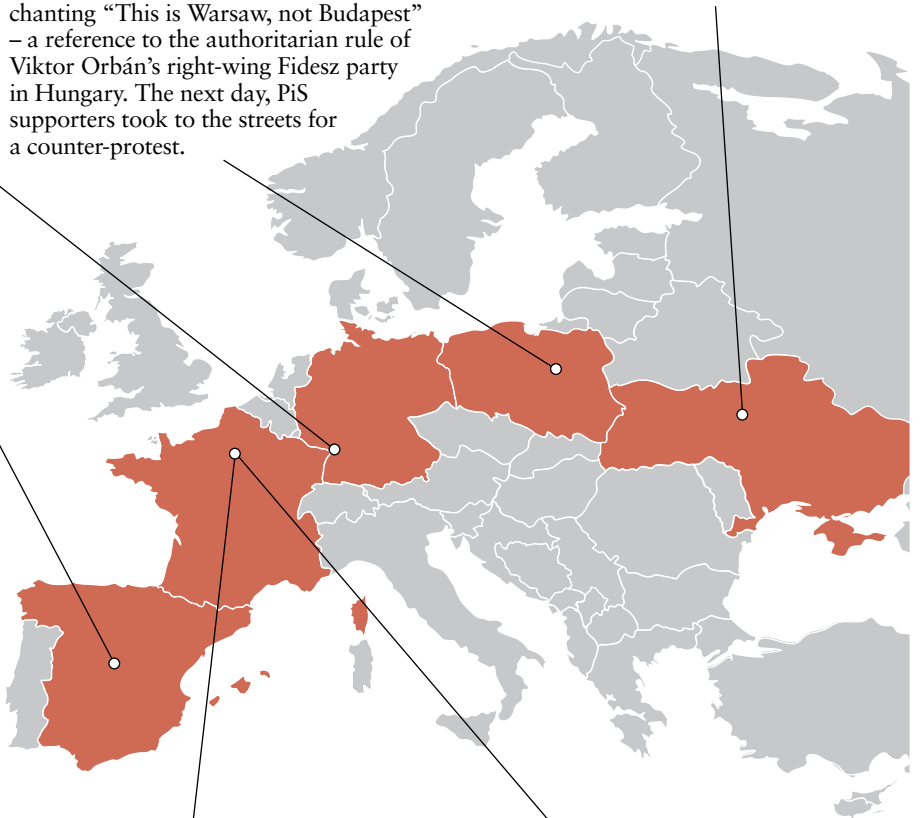 chanting “This is Warsaw, not Budapest”
– a reference to the authoritarian rule of
Viktor Orbán’s right-wing Fidesz party
in Hungary. The next day, PiS
supporters took to the streets for
a counter-protest.